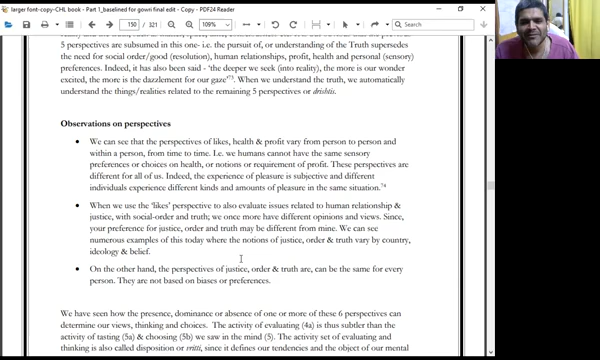 larger font-copy-CHL book - Part 1_baseline for gowri final edit - Copy - PDF24 Reader
150 / 321 109%
5 perspectives are subsumed in this one- i.e. the pursuit of, or understanding of the Truth supersedes
the need for social order/good (resolution), human relationships, profit, health and personal (sensory)
preferences. Indeed, it has also been said - 'the deeper we seek (into reality), the more is our wonder
excited, the more is the dazzlement for our gaze'73. When we understand the truth, we automatically
understand the things/realities related to the remaining 5 perspectives or drishtis.
Observations on perspectives
• We can see that the perspectives of likes, health & profit vary from person to person and
within a person, from time to time. I.e. we humans cannot have the same sensory
preferences or choices on health, or notions or requirement of profit. These perspectives are
different for all of us. Indeed, the experience of pleasure is subjective and different
individuals experience different kinds and amounts of pleasure in the same situation.74
• When we use the 'likes' perspective to also evaluate issues related to human relationship &
justice, with social-order and truth; we once more have different opinions and views. Since,
your preference for justice, order and truth may be different from mine. We can see
numerous examples of this today where the notions of justice, order & truth vary by country,
ideology & belief.
• On the other hand, the perspectives of justice, order & truth are, can be the same for every
person. They are not based on biases or preferences.
We have seen how the presence, dominance or absence of one or more of these 6 perspectives can
determine our views, thinking and choices. The activity of evaluating (4a) is thus subtler than the
activity of tasting (5a) & choosing (5b) we saw in the mind (5). The activity set of evaluating and
thinking is also called disposition or vritti, since it defines our tendencies and the object of our mental